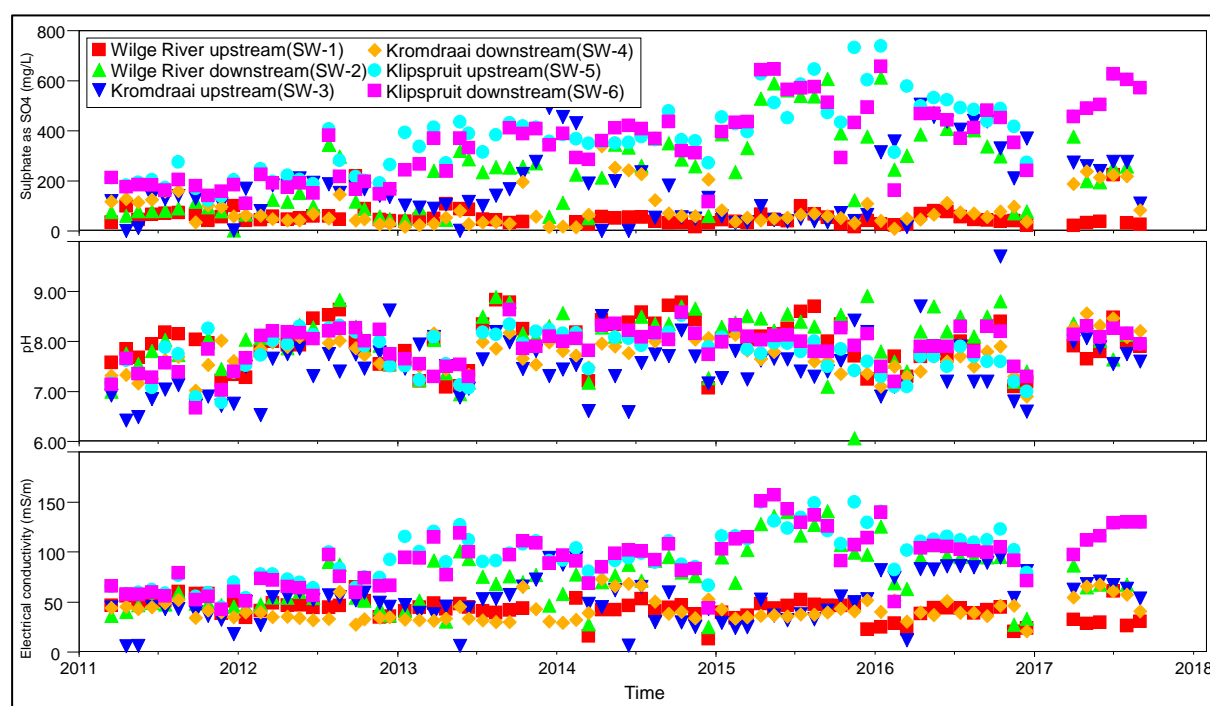 Sulphate as SO4 (mg/L)
800
600
400
200
0
Wilge River upstream(SW-1)
Wilge River downstream(SW-2)
Kromdraai upstream(SW-3)
Kromdraai downstream(SW-4)
Klipspruit upstream(SW-5)
Klipspruit downstream(SW-6)
pH
9.00
8.00
7.00
6.00
Electrical conductivity (mS/m)
150
100
50
0
2011 2012 2013 2014 2015 2016 2017 2018
Time